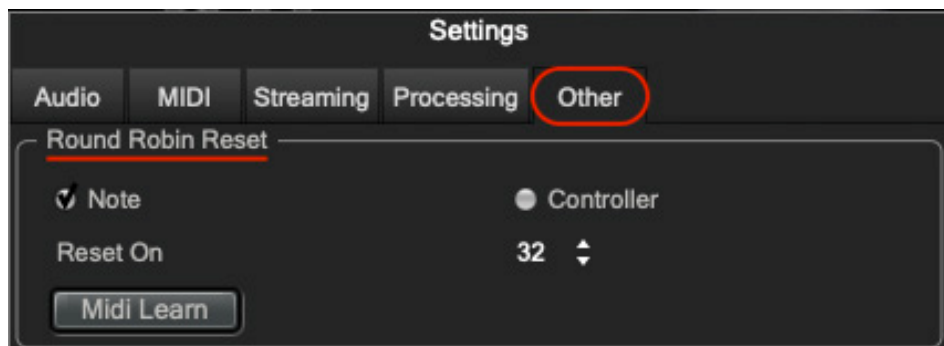 Settings
Audio MIDI Streaming Processing Other
Round Robin Reset
Note Controller
Reset On 32
Midi Learn